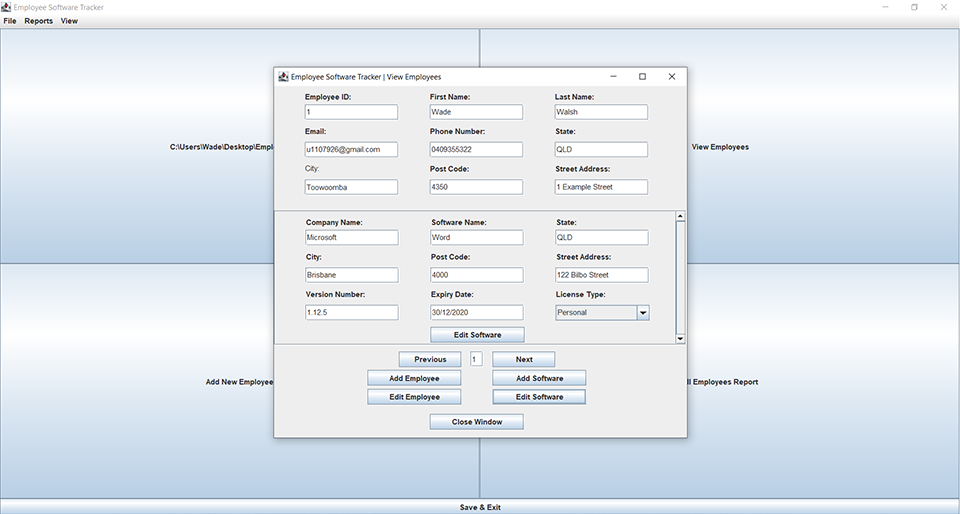 Employee Software Tracker
File Reports View
C:\Users\Wade\Desktop\Empl
View Employees
Add New Employee
ll Employees Report
Save & Exit
Employee Software Tracker | View Employees
Employee ID: First Name: Last Name:
1 Wade Walsh
Email: Phone Number: State:
u1107926@gmail.com 0409355322 QLD
City: Post Code: Street Address:
Toowoomba 4350 1 Example Street
Company Name: Software Name: State:
Microsoft Word QLD
City: Post Code: Street Address:
Brisbane 4000 122 Bilbo Street
Version Number: Expiry Date: License Type:
1.12.5 30/12/2020 Personal
Edit Software
Previous 1 Next
Add Employee Add Software
Edit Employee Edit Software
Close Window